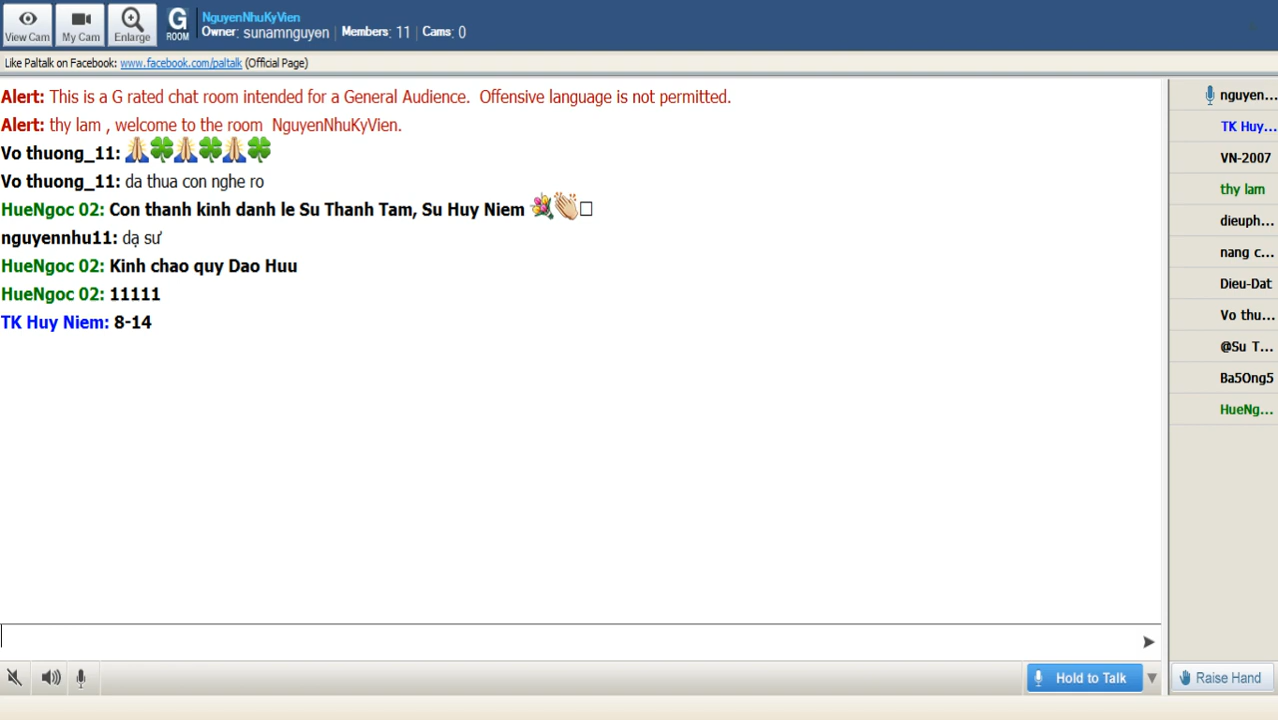 View Cam
My Cam
Enlarge
G
ROOM
NguyenNhuKyVien
Owner: sunamnguyen Members: 11 Cams: 0
Like Paltalk on Facebook: www.facebook.com/paltalk (Official Page)
Alert: This is a G rated chat room intended for a General Audience. Offensive language is not permitted.
Alert: thy lam , welcome to the room NguyenNhuKyVien.
Vo thuong_11: 🙏🍀🙏🍀🙏🍀
Vo thuong_11: da thua con nghe ro
HueNgoc 02: Con thanh kinh danh le Su Thanh Tam, Su Huy Niem 💐👏□
nguyennhu11: dạ sư
HueNgoc 02: Kinh chao quy Dao Huu
HueNgoc 02: 11111
TK Huy Niem: 8-14
nguyen...
TK Huy...
VN-2007
thy lam
dieuph...
nang c...
Dieu-Dat
Vo thu...
@Su T...
Ba5Ong5
HueNg...
Hold to Talk
Raise Hand